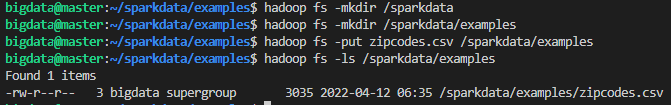 bigdata@master:~/sparkdata/examples$ hadoop fs -mkdir /sparkdata
bigdata@master:~/sparkdata/examples$ hadoop fs -mkdir /sparkdata/examples
bigdata@master:~/sparkdata/examples$ hadoop fs -put zipcodes.csv /sparkdata/examples
bigdata@master:~/sparkdata/examples$ hadoop fs -ls /sparkdata/examples
Found 1 items
-rw-r--r--   3 bigdata supergroup       3035 2022-04-12 06:35 /sparkdata/examples/zipcodes.csv